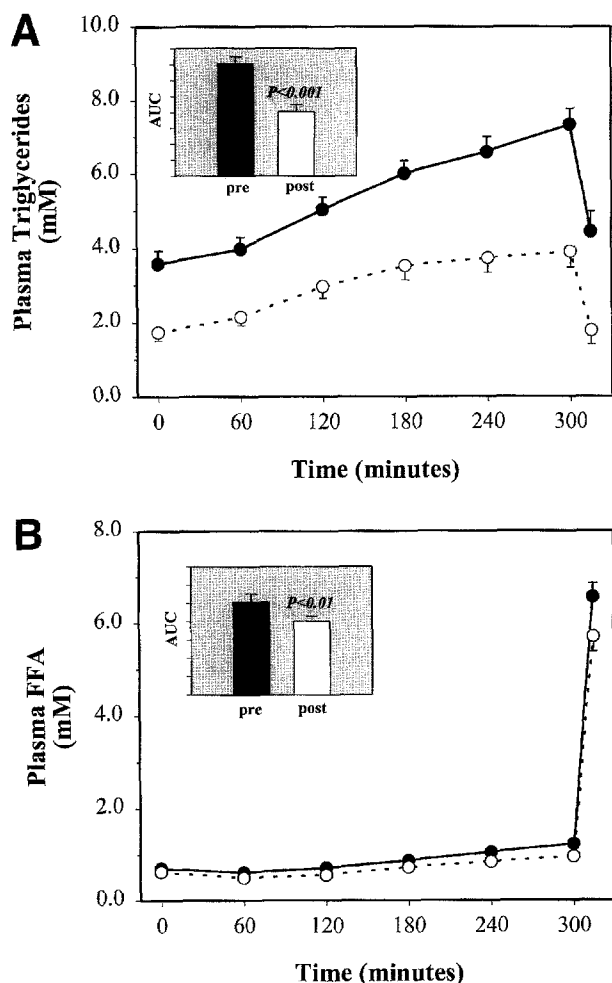 A
10.0
8.0
6.0
4.0
2.0
0.0
Plasma Triglycerides
(mM)
AUC
P<0.001
pre post
0 60 120 180 240 300
Time (minutes)
B
8.0
6.0
4.0
2.0
0.0
Plasma FFA
(mM)
AUC
P<0.01
pre post
0 60 120 180 240 300
Time (minutes)